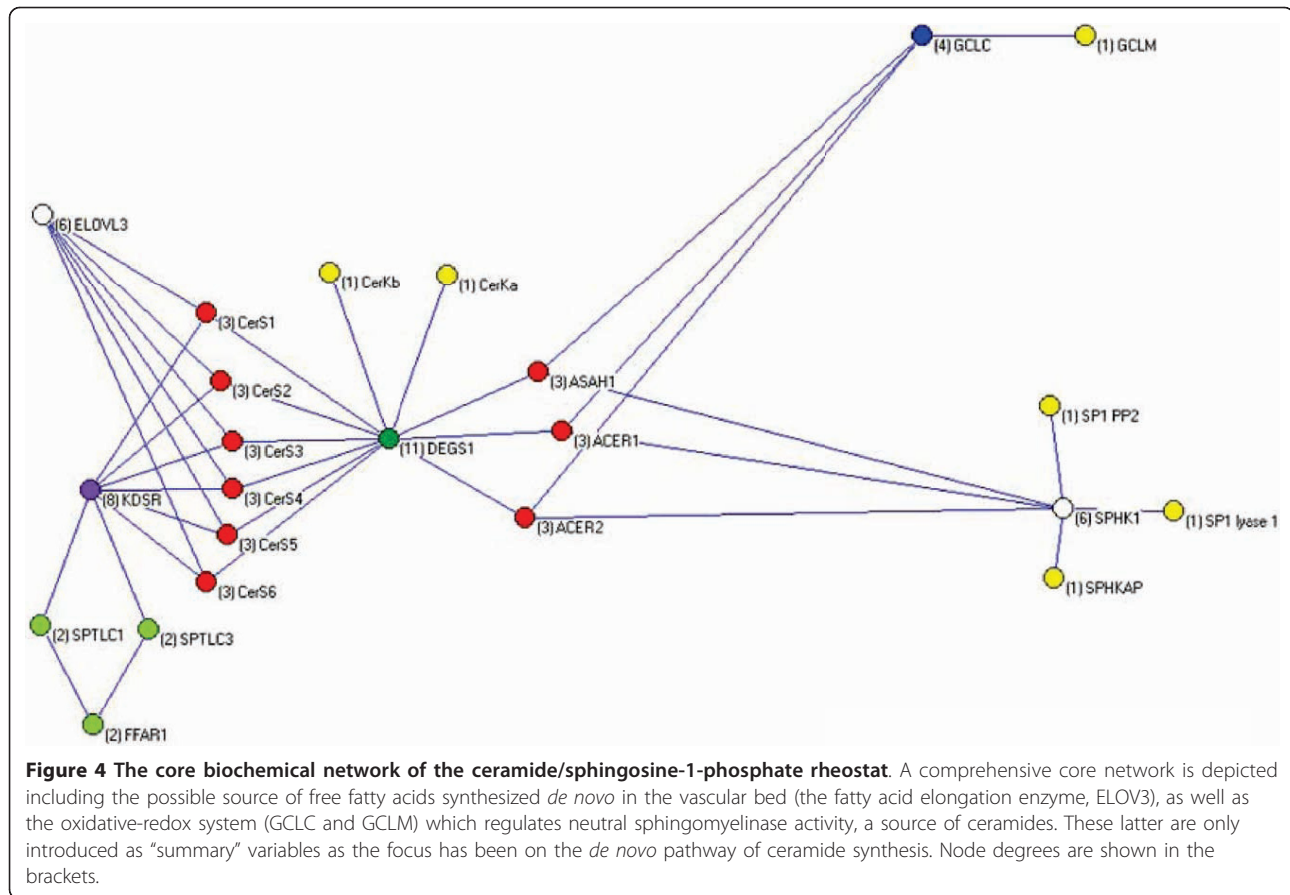 (4) GCLC
(1) GCLM
(6) ELOVL3
(1) CerKb
(1) CerKa
(3) CerS1
(3) CerS2
(3) CerS3
(3) CerS4
(3) CerS5
(3) CerS6
(11) DEGS1
(3) ASAH1
(3) ACER1
(3) ACER2
(1) SP1 PP2
(6) SPHK1
(1) SP1 lyase 1
(1) SPHKAP
(8) KDSR
(2) SPTLC1
(2) SPTLC3
(2) FFAR1
Figure 4 The core biochemical network of the ceramide/sphingosine-1-phosphate rheostat. A comprehensive core network is depicted
including the possible source of free fatty acids synthesized de novo in the vascular bed (the fatty acid elongation enzyme, ELOV3), as well as
the oxidative-redox system (GCLC and GCLM) which regulates neutral sphingomyelinase activity, a source of ceramides. These latter are only
introduced as “summary” variables as the focus has been on the de novo pathway of ceramide synthesis. Node degrees are shown in the
brackets.